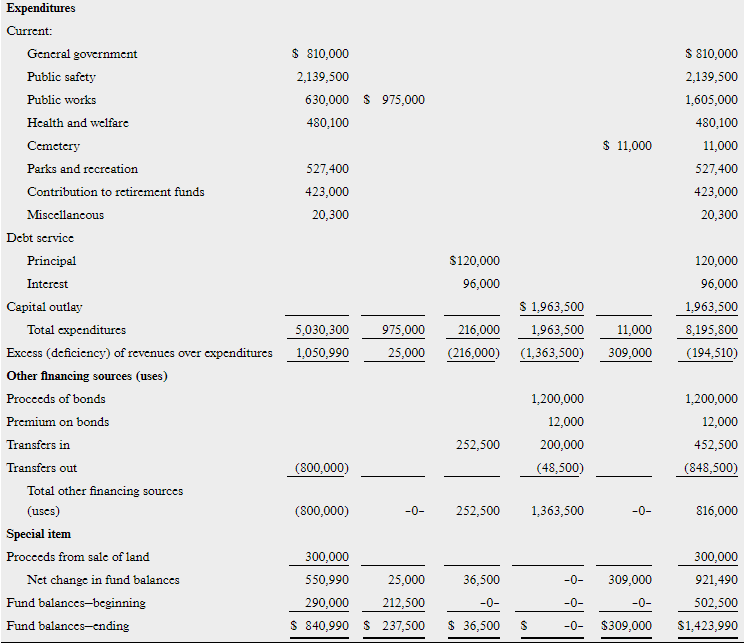 Expenditures
Current:
General government $ 810,000 $ 810,000
Public safety 2,139,500 2,139,500
Public works 630,000 $ 975,000 1,605,000
Health and welfare 480,100 480,100
Cemetery $ 11,000 11,000
Parks and recreation 527,400 527,400
Contribution to retirement funds 423,000 423,000
Miscellaneous 20,300 20,300
Debt service
Principal $120,000 120,000
Interest 96,000 96,000
Capital outlay $ 1,963,500 1,963,500
Total expenditures 5,030,300 975,000 216,000 1,963,500 11,000 8,195,800
Excess (deficiency) of revenues over expenditures 1,050,990 25,000 (216,000) (1,363,500) 309,000 (194,510)
Other financing sources (uses)
Proceeds of bonds 1,200,000 1,200,000
Premium on bonds 12,000 12,000
Transfers in 252,500 200,000 452,500
Transfers out (800,000) (48,500) (848,500)
Total other financing sources
(uses) (800,000) -0- 252,500 1,363,500 -0- 816,000
Special item
Proceeds from sale of land 300,000 300,000
Net change in fund balances 550,990 25,000 36,500 -0- 309,000 921,490
Fund balances—beginning 290,000 212,500 -0- -0- -0- 502,500
Fund balances—ending $ 840,990 $ 237,500 $ 36,500 $ -0- $309,000 $1,423,990